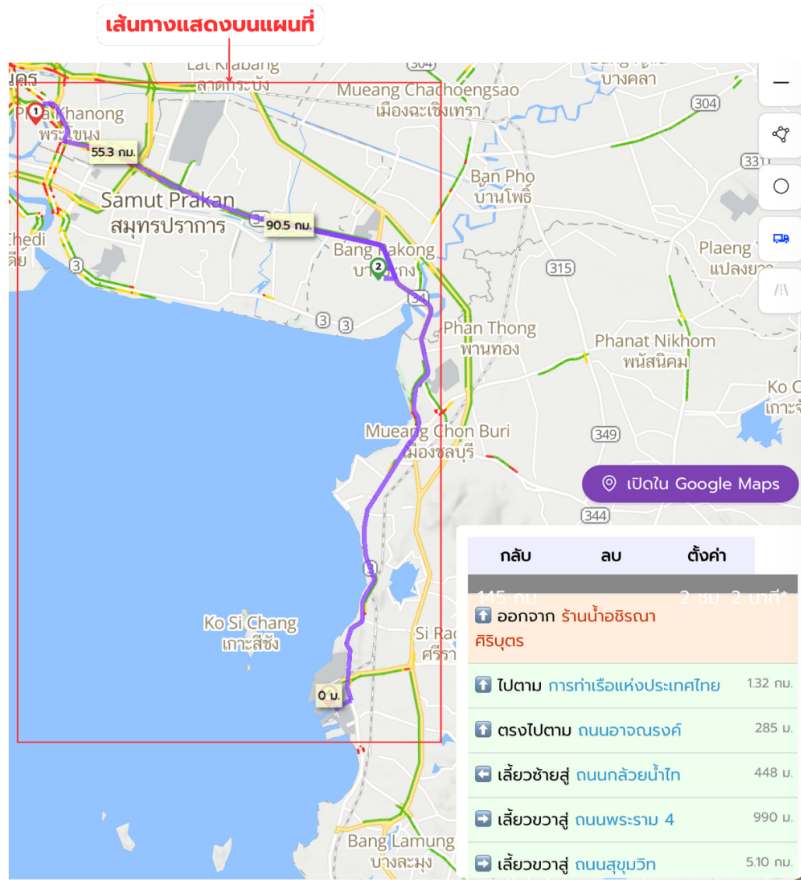 เส้นทางแสดงบนแผนที่
Lat Krabang
ลาดกระบัง
304
บางคลา
Mueang Chachoengsao
เมืองฉะเชิงเทรา
304
1
พระโขนง
55.3 กม.
Ban Pho
บ้านโพธิ์
331
Samut Prakan
สมุทรปราการ
3
90.5 กม.
Bang Pakong
2
Plaeng
315
3
34
3
3
Phan Thong
พานทอง
Phanat Nikhom
พนัสนิคม
Mueang Chon Buri
เมืองชลบุรี
349
เปิดใน Google Maps
344
3
กลับ ลบ ตั้งค่า
145 กม 2 ชม 2 นาที*
Ko Si Chang
เกาะสีชัง
ออกจาก ร้านน้ำอชิรณา
ศิริบุตร
0 ม.
ไปตาม การท่าเรือแห่งประเทศไทย 1.32 กม.
ตรงไปตาม ถนนอาจณรงค์ 285 ม.
เลี้ยวซ้ายสู่ ถนนกล้วยน้ำไท 448 ม.
เลี้ยวขวาสู่ ถนนพระราม 4 990 ม.
Bang Lamung
บางละมุง
เลี้ยวขวาสู่ ถนนสุขุมวิท 5.10 กม.